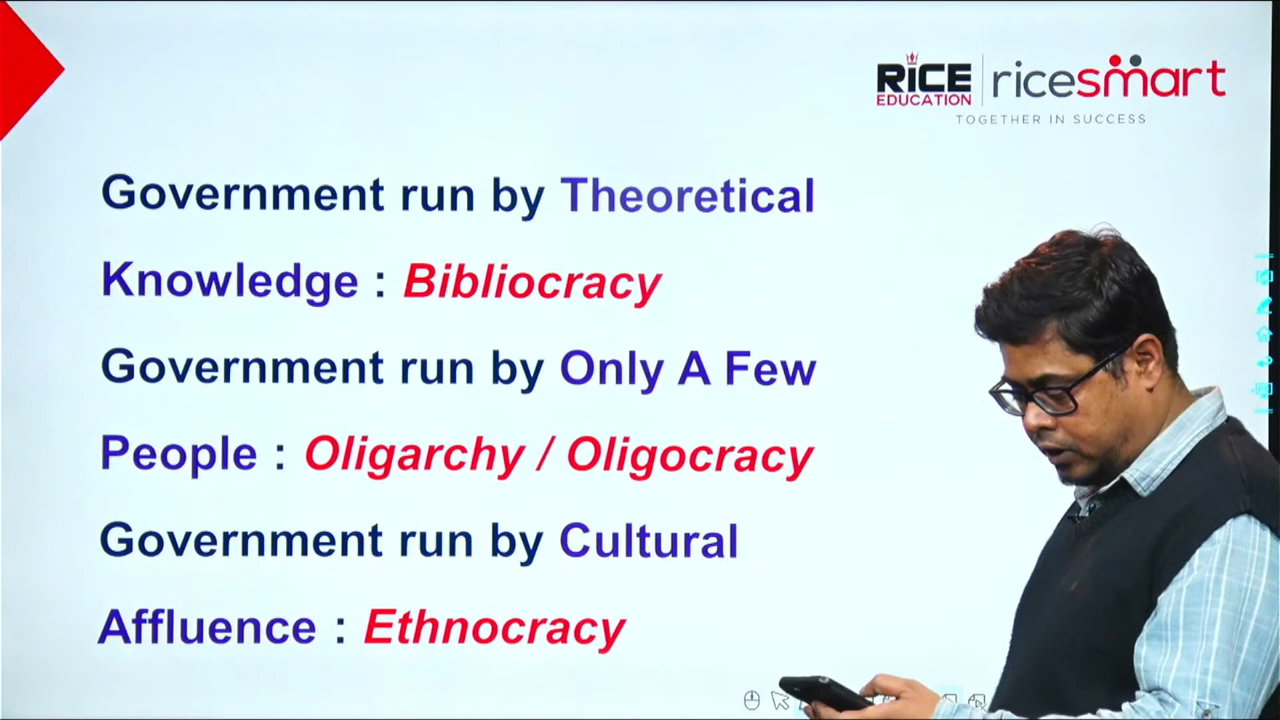 RICE
EDUCATION
ricesmart
TOGETHER IN SUCCESS
Government run by Theoretical
Knowledge : Bibliocracy
Government run by Only A Few
People : Oligarchy / Oligocracy
Government run by Cultural
Affluence : Ethnocracy